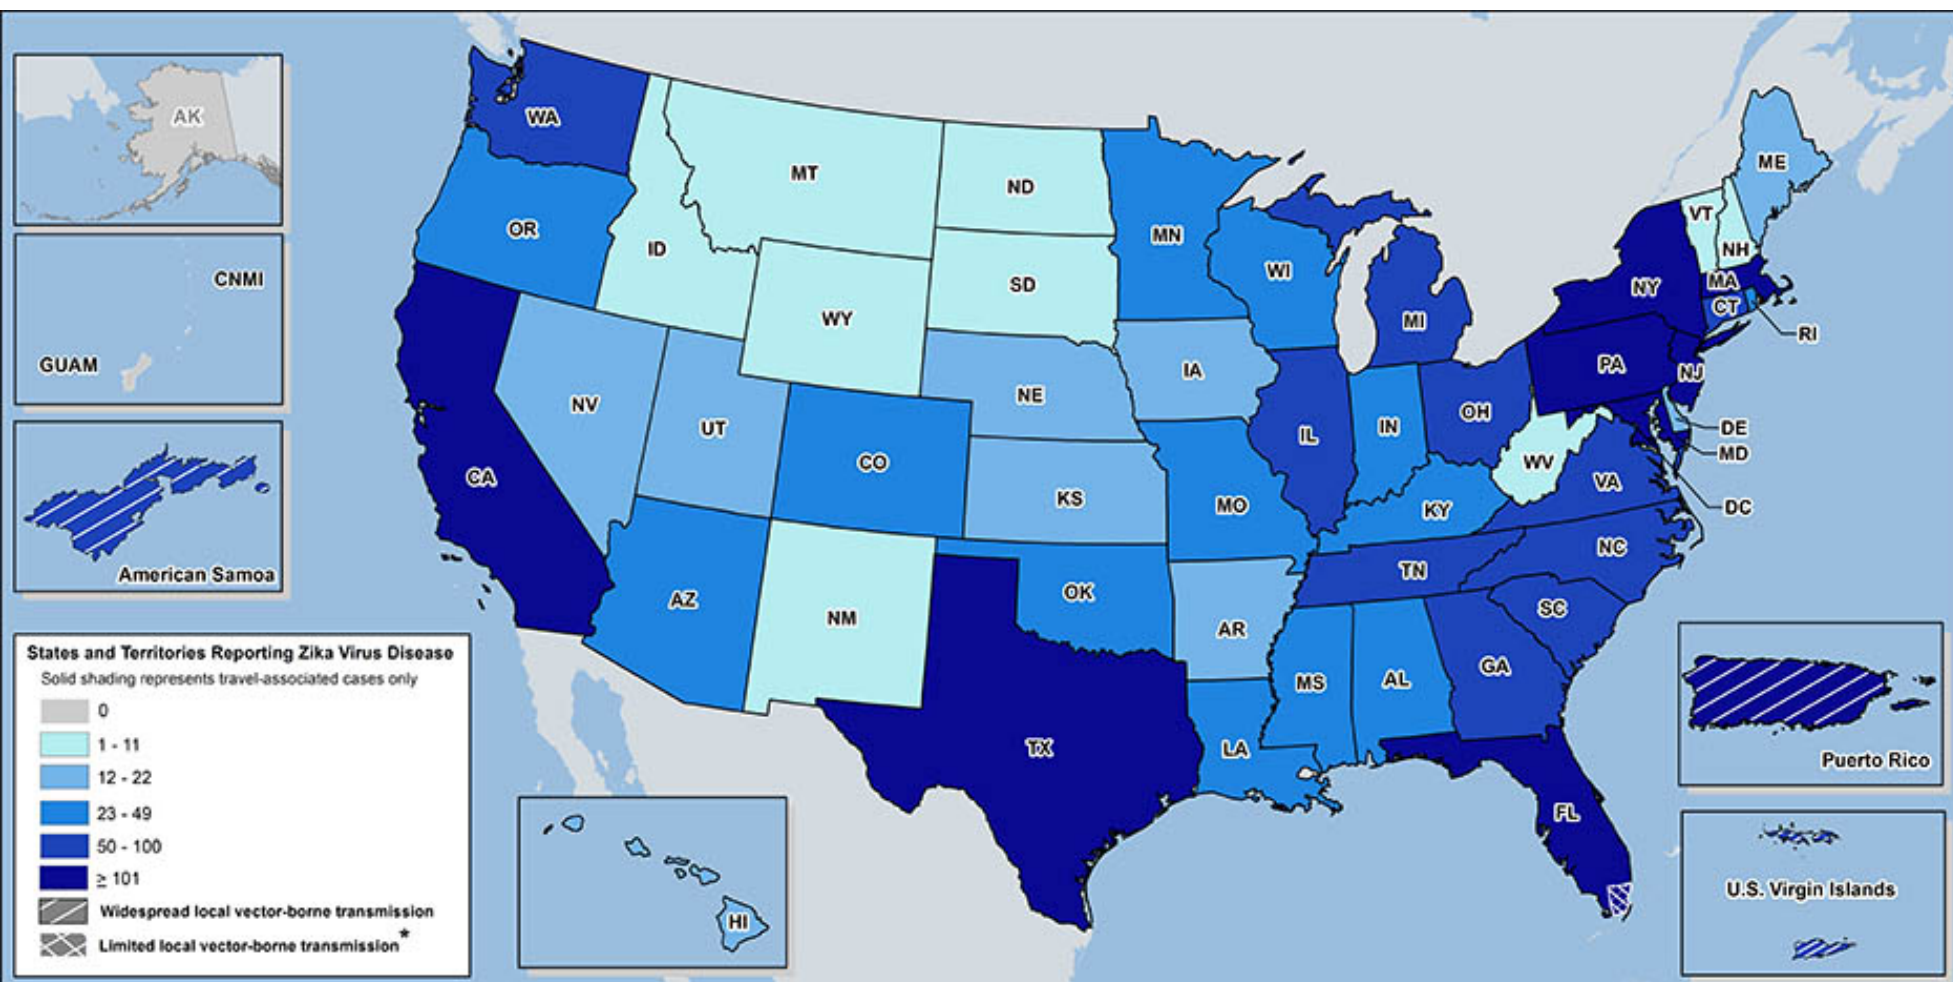 AK
CNMI
GUAM
American Samoa
States and Territories Reporting Zika Virus Disease
Solid shading represents travel-associated cases only
0
1 - 11
12 - 22
23 - 49
50 - 100
≥ 101
Widespread local vector-borne transmission
Limited local vector-borne transmission*
WA
OR
CA
ID
NV
MT
WY
UT
AZ
CO
NM
ND
SD
NE
KS
OK
TX
MN
IA
MO
AR
LA
WI
IL
MI
IN
OH
KY
TN
MS
AL
GA
FL
SC
NC
VA
WV
PA
NY
VT
NH
ME
MA
CT
RI
NJ
DE
MD
DC
HI
Puerto Rico
U.S. Virgin Islands